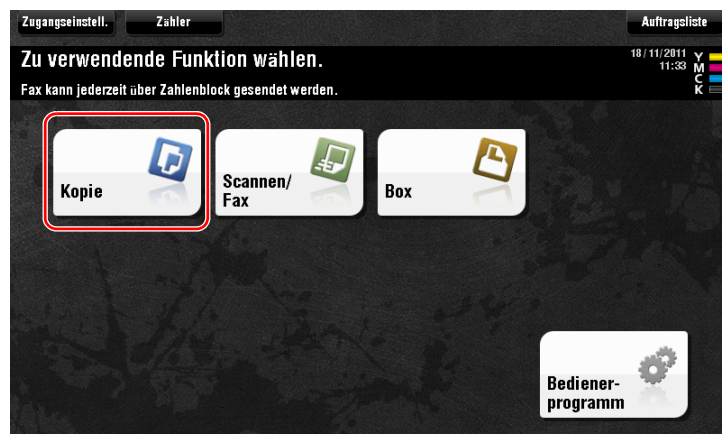 Zugangseinstell. Zähler Auftragsliste
Zu verwendende Funktion wählen.
Fax kann jederzeit über Zahlenblock gesendet werden.
18/11/2011
11:33
Y
M
C
K
Kopie
Scannen/
Fax
Box
Bediener-
programm